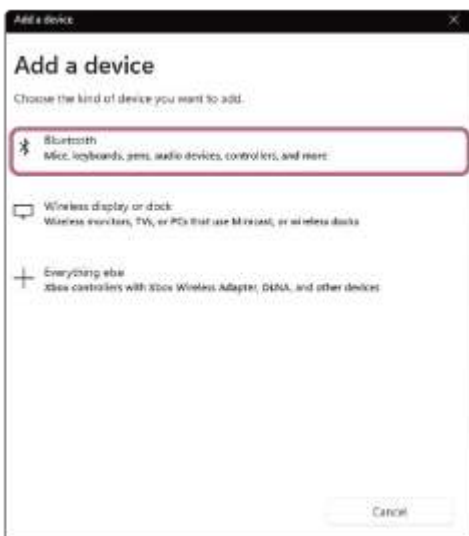 Add a device
Add a device
Choose the kind of device you want to add.
Bluetooth
Mice, keyboards, pens, audio devices, controllers, and more
Wireless display or dock
Wireless monitors, TVs, or PCs that use Miracast, or wireless docks
Everything else
Xbox controllers with Xbox Wireless Adapter, DLNA, and other devices
Cancel